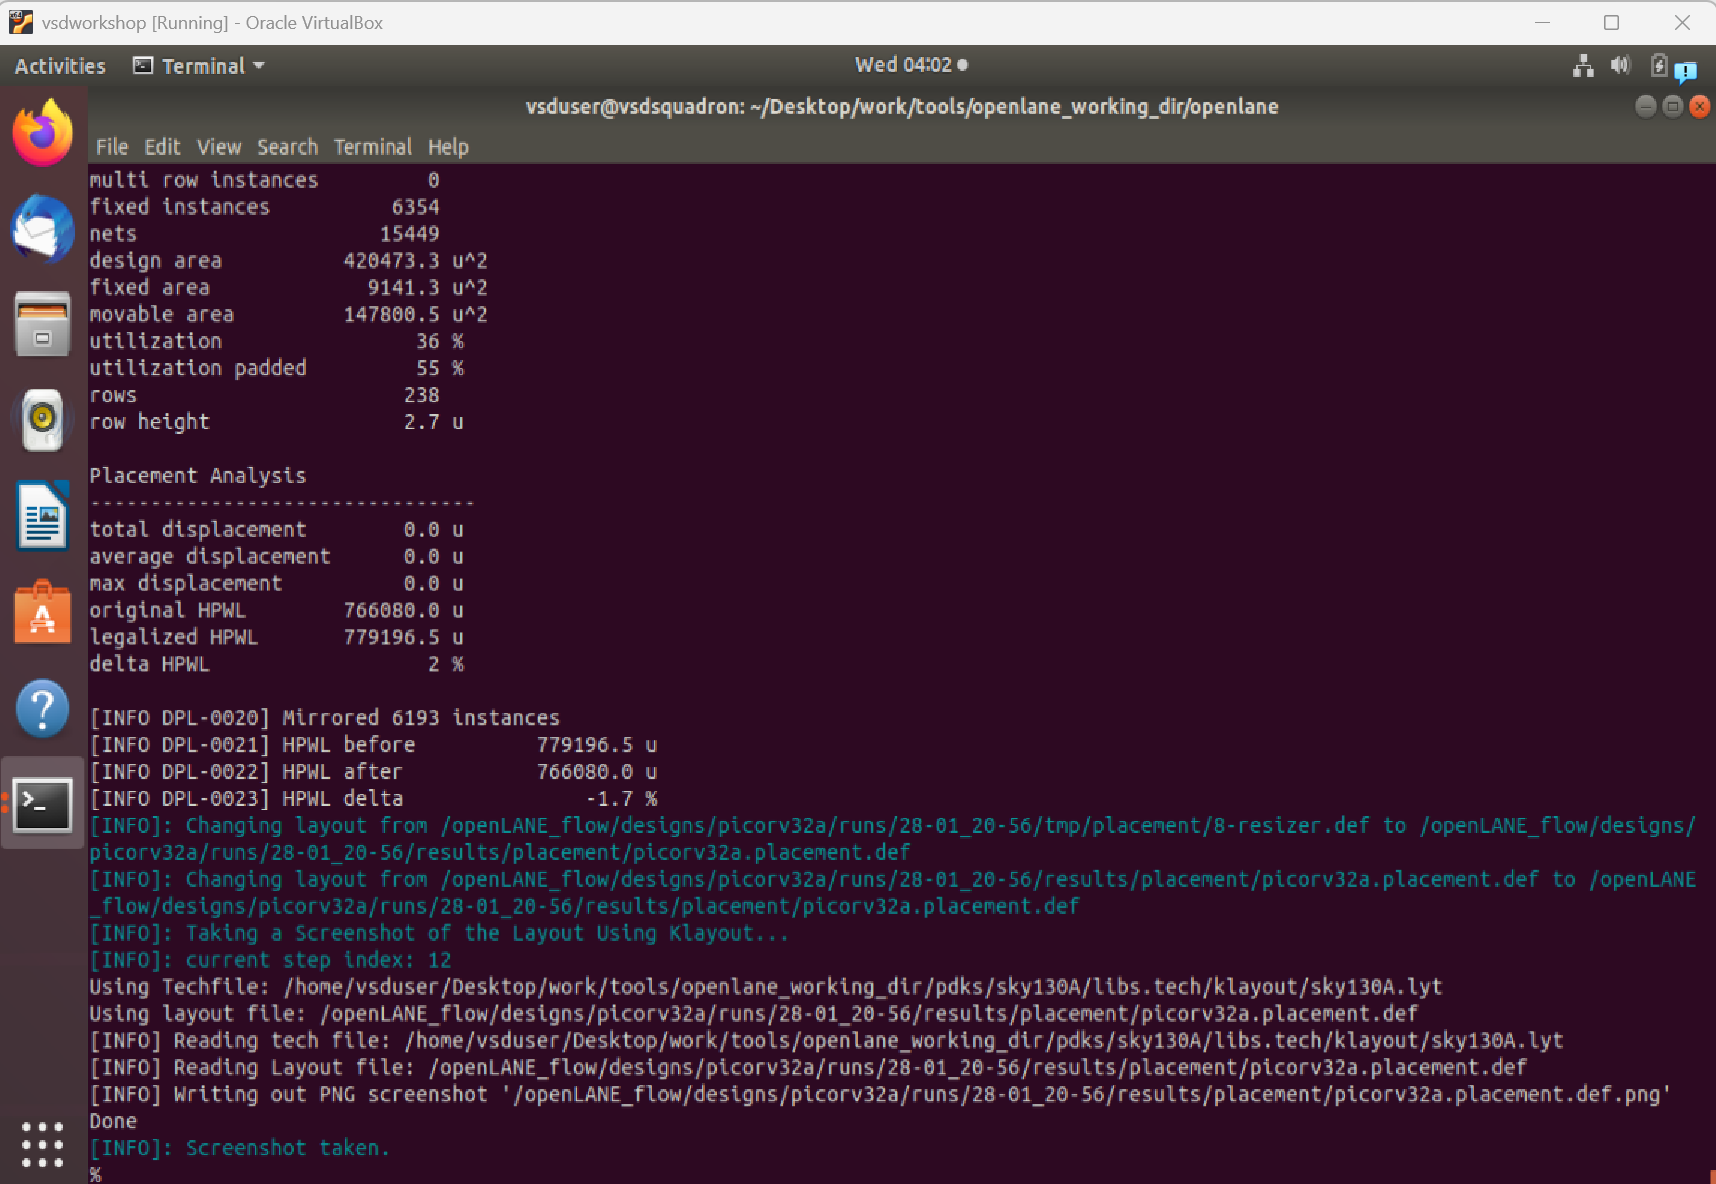 vsdworkshop [Running] - Oracle VirtualBox
Activities Terminal Wed 04:02
vsduser@vsdsquadron: ~/Desktop/work/tools/openlane_working_dir/openlane
File Edit View Search Terminal Help
multi row instances 0
fixed instances 6354
nets 15449
design area 420473.3 u^2
fixed area 9141.3 u^2
movable area 147800.5 u^2
utilization 36 %
utilization padded 55 %
rows 238
row height 2.7 u
Placement Analysis
--------------------------------
total displacement 0.0 u
average displacement 0.0 u
max displacement 0.0 u
original HPWL 766080.0 u
legalized HPWL 779196.5 u
delta HPWL 2 %
[INFO DPL-0020] Mirrored 6193 instances
[INFO DPL-0021] HPWL before 779196.5 u
[INFO DPL-0022] HPWL after 766080.0 u
[INFO DPL-0023] HPWL delta -1.7 %
[INFO]: Changing layout from /openLANE_flow/designs/picorv32a/runs/28-01_20-56/tmp/placement/8-resizer.def to /openLANE_flow/designs/
picorv32a/runs/28-01_20-56/results/placement/picorv32a.placement.def
[INFO]: Changing layout from /openLANE_flow/designs/picorv32a/runs/28-01_20-56/results/placement/picorv32a.placement.def to /openLANE
_flow/designs/picorv32a/runs/28-01_20-56/results/placement/picorv32a.placement.def
[INFO]: Taking a Screenshot of the Layout Using Klayout...
[INFO]: current step index: 12
Using Techfile: /home/vsduser/Desktop/work/tools/openlane_working_dir/pdks/sky130A/libs.tech/klayout/sky130A.lyt
Using layout file: /openLANE_flow/designs/picorv32a/runs/28-01_20-56/results/placement/picorv32a.placement.def
[INFO] Reading tech file: /home/vsduser/Desktop/work/tools/openlane_working_dir/pdks/sky130A/libs.tech/klayout/sky130A.lyt
[INFO] Reading Layout file: /openLANE_flow/designs/picorv32a/runs/28-01_20-56/results/placement/picorv32a.placement.def
[INFO] Writing out PNG screenshot '/openLANE_flow/designs/picorv32a/runs/28-01_20-56/results/placement/picorv32a.placement.def.png'
Done
[INFO]: Screenshot taken.
%